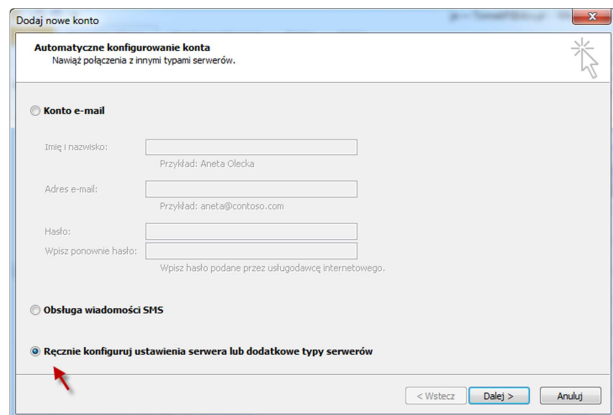 Dodaj nowe konto
Automatyczne konfigurowanie konta
Nawiąż połączenia z innymi typami serwerów.
Konto e-mail
Imię i nazwisko:
Przykład: Aneta Olecka
Adres e-mail:
Przykład: aneta@contoso.com
Hasło:
Wpisz ponownie hasło:
Wpisz hasło podane przez usługodawcę internetowego.
Obsługa wiadomości SMS
Ręcznie konfiguruj ustawienia serwera lub dodatkowe typy serwerów
< Wstecz Dalej > Anuluj